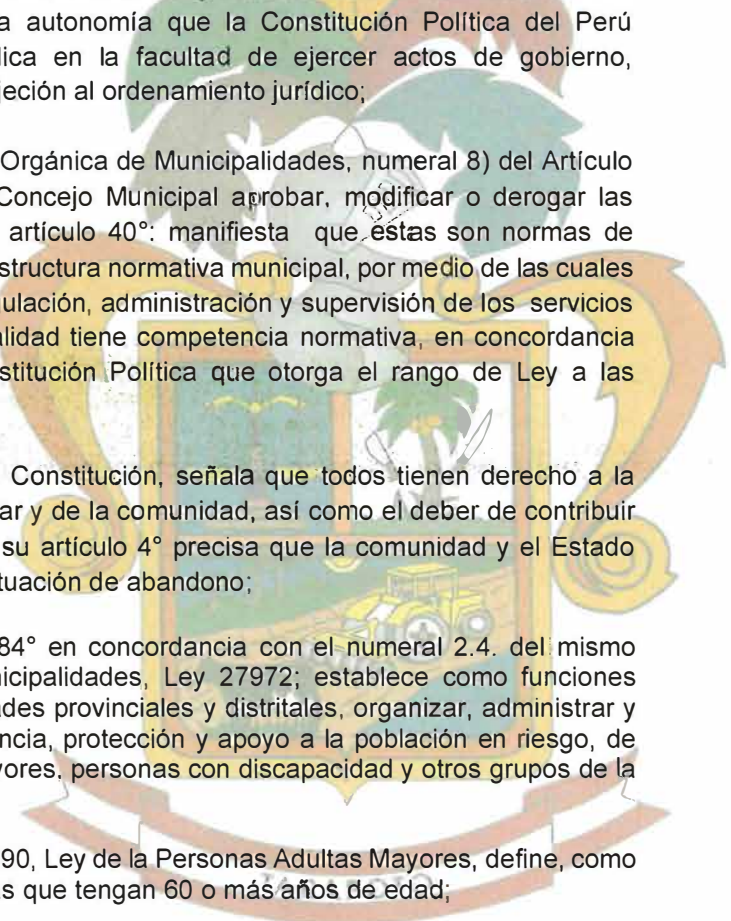 a autonomía que la Constitución Política del Perú
dica en la facultad de ejercer actos de gobierno,
jeción al ordenamiento jurídico;
Orgánica de Municipalidades, numeral 8) del Artículo
Concejo Municipal aprobar, modificar o derogar las
artículo 40°: manifiesta que estas son normas de
structura normativa municipal, por medio de las cuales
ulación, administración y supervisión de los servicios
alidad tiene competencia normativa, en concordancia
stitución Política que otorga el rango de Ley a las
Constitución, señala que todos tienen derecho a la
ar y de la comunidad, así como el deber de contribuir
su artículo 4° precisa que la comunidad y el Estado
tuación de abandono;
84° en concordancia con el numeral 2.4. del mismo
nicipalidades, Ley 27972; establece como funciones
ades provinciales y distritales, organizar, administrar y
ncia, protección y apoyo a la población en riesgo, de
yores, personas con discapacidad y otros grupos de la
90, Ley de la Personas Adultas Mayores, define, como
as que tengan 60 o más años de edad;